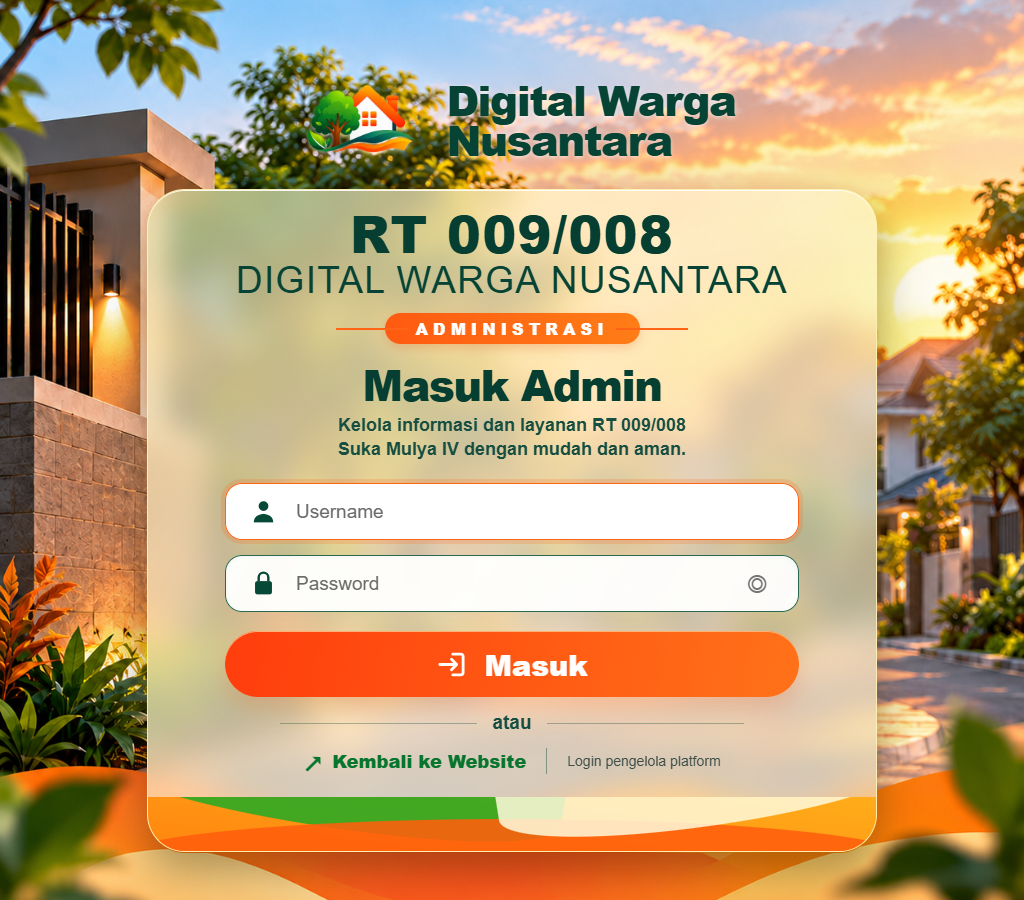 Digital Warga
Nusantara
RT 009/008
DIGITAL WARGA NUSANTARA
ADMINISTRASI
Masuk Admin
Kelola informasi dan layanan RT 009/008
Suka Mulya IV dengan mudah dan aman.
Username
Password
Masuk
atau
Kembali ke Website
Login pengelola platform